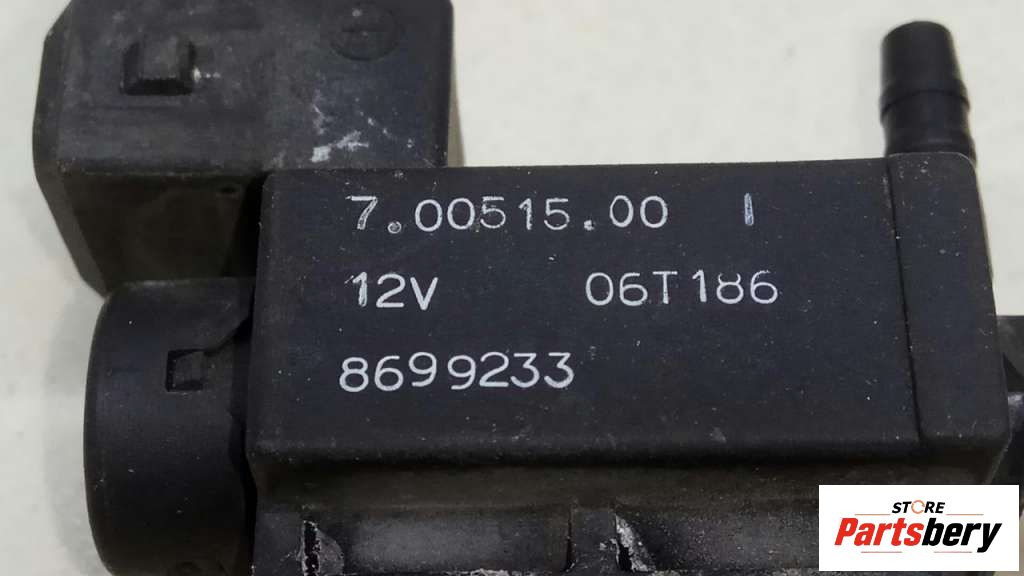 7.00515.00 I
12V 06T186
8699233
STORE
Partsbery